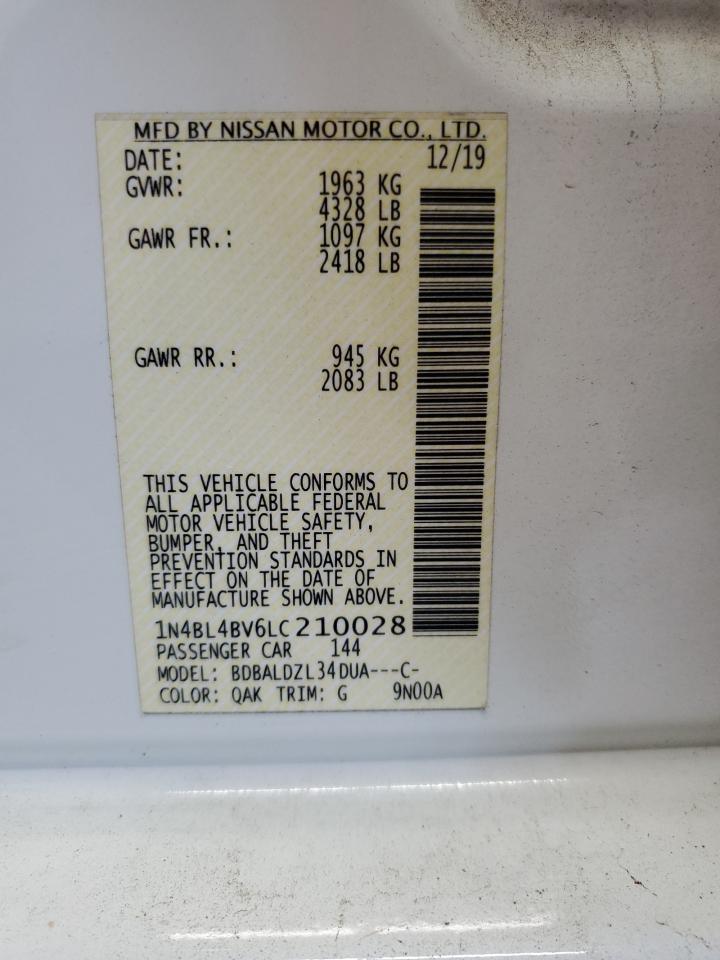 MFD BY NISSAN MOTOR CO., LTD.
DATE: 12/19
GVWR: 1963 KG
4328 LB
GAWR FR.: 1097 KG
2418 LB
GAWR RR.: 945 KG
2083 LB
THIS VEHICLE CONFORMS TO
ALL APPLICABLE FEDERAL
MOTOR VEHICLE SAFETY,
BUMPER, AND THEFT
PREVENTION STANDARDS IN
EFFECT ON THE DATE OF
MANUFACTURE SHOWN ABOVE.
1N4BL4BV6LC210028
PASSENGER CAR 144
MODEL: BDBALDZL34DUA---C-
COLOR: QAK TRIM: G 9N00A